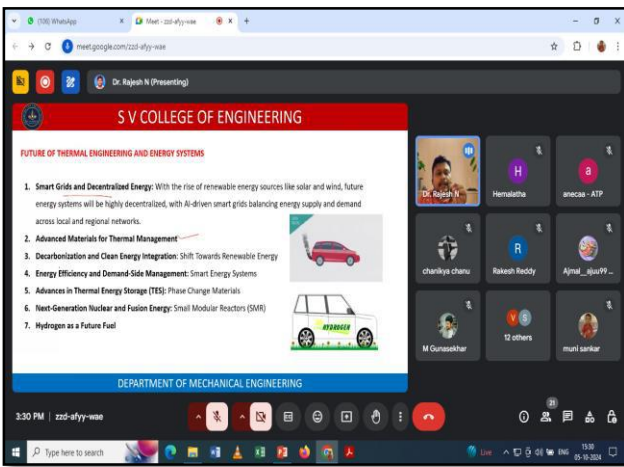 (106) WhatsApp
Meet - zzd-afyy-wae
meet.google.com/zzd-afyy-wae
Dr. Rajesh N (Presenting)
S V COLLEGE OF ENGINEERING
FUTURE OF THERMAL ENGINEERING AND ENERGY SYSTEMS
1. Smart Grids and Decentralized Energy: With the rise of renewable energy sources like solar and wind, future
energy systems will be highly decentralized, with AI-driven smart grids balancing energy supply and demand
across local and regional networks.
2. Advanced Materials for Thermal Management
3. Decarbonization and Clean Energy Integration: Shift Towards Renewable Energy
4. Energy Efficiency and Demand-Side Management: Smart Energy Systems
5. Advances in Thermal Energy Storage (TES): Phase Change Materials
6. Next-Generation Nuclear and Fusion Energy: Small Modular Reactors (SMR)
7. Hydrogen as a Future Fuel
HYDROGEN
DEPARTMENT OF MECHANICAL ENGINEERING
Dr. Rajesh N
H
Hemalatha
a
anecaa - ATP
chanikya chanu
R
Rakesh Reddy
Ajmal_ajuu99 ...
M Gunasekhar
V S
12 others
muni sankar
3:30 PM | zzd-afyy-wae
21
Type here to search
Live
ENG
15:30
05-10-2024